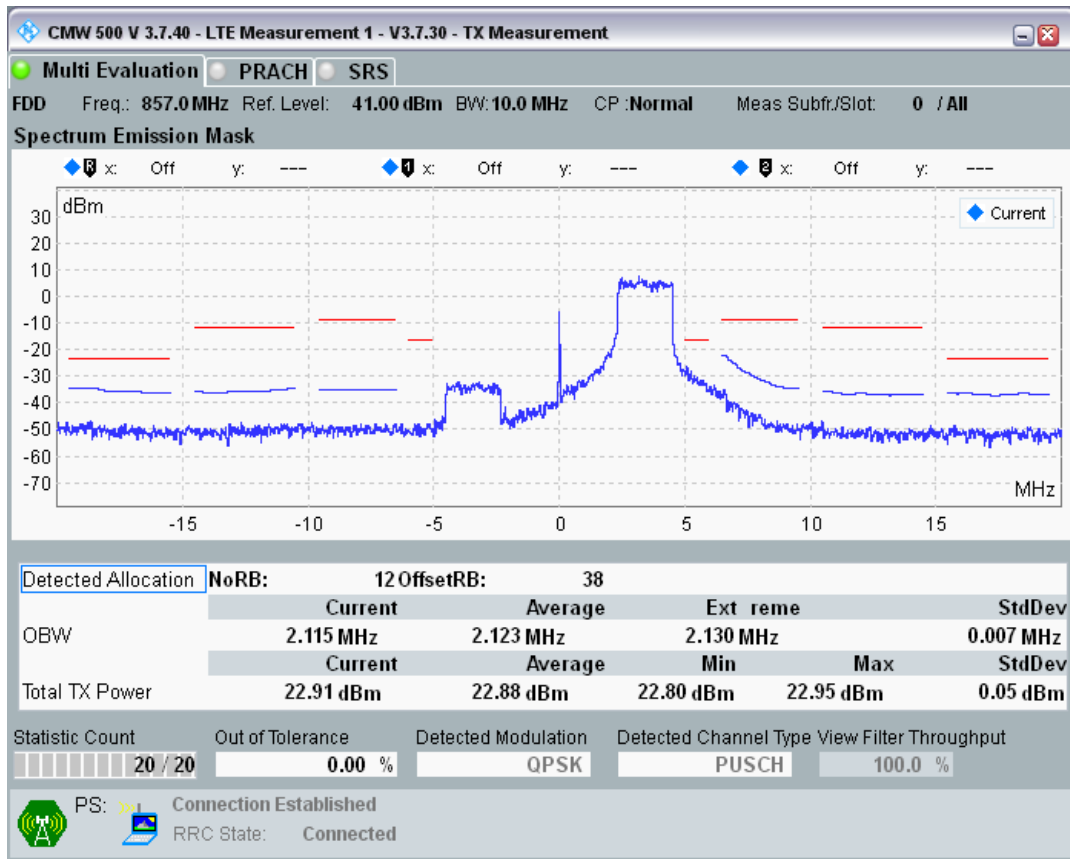 CMW 500 V 3.7.40 - LTE Measurement 1 - V3.7.30 - TX Measurement
Multi Evaluation PRACH SRS
FDD Freq.: 857.0 MHz Ref. Level: 41.00 dBm BW: 10.0 MHz CP : Normal Meas Subfr./Slot: 0 / All
Spectrum Emission Mask
R x: Off y: --- 1 x: Off y: --- 2 x: Off y: ---
dBm
Current
30
20
10
0
-10
-20
-30
-40
-50
-60
-70
MHz
-15 -10 -5 0 5 10 15
Detected Allocation NoRB: 12 OffsetRB: 38
Current Average Ext reme StdDev
OBW 2.115 MHz 2.123 MHz 2.130 MHz 0.007 MHz
Current Average Min Max StdDev
Total TX Power 22.91 dBm 22.88 dBm 22.80 dBm 22.95 dBm 0.05 dBm
Statistic Count Out of Tolerance Detected Modulation Detected Channel Type View Filter Throughput
20 / 20 0.00 % QPSK PUSCH 100.0 %
PS: Connection Established
RRC State: Connected